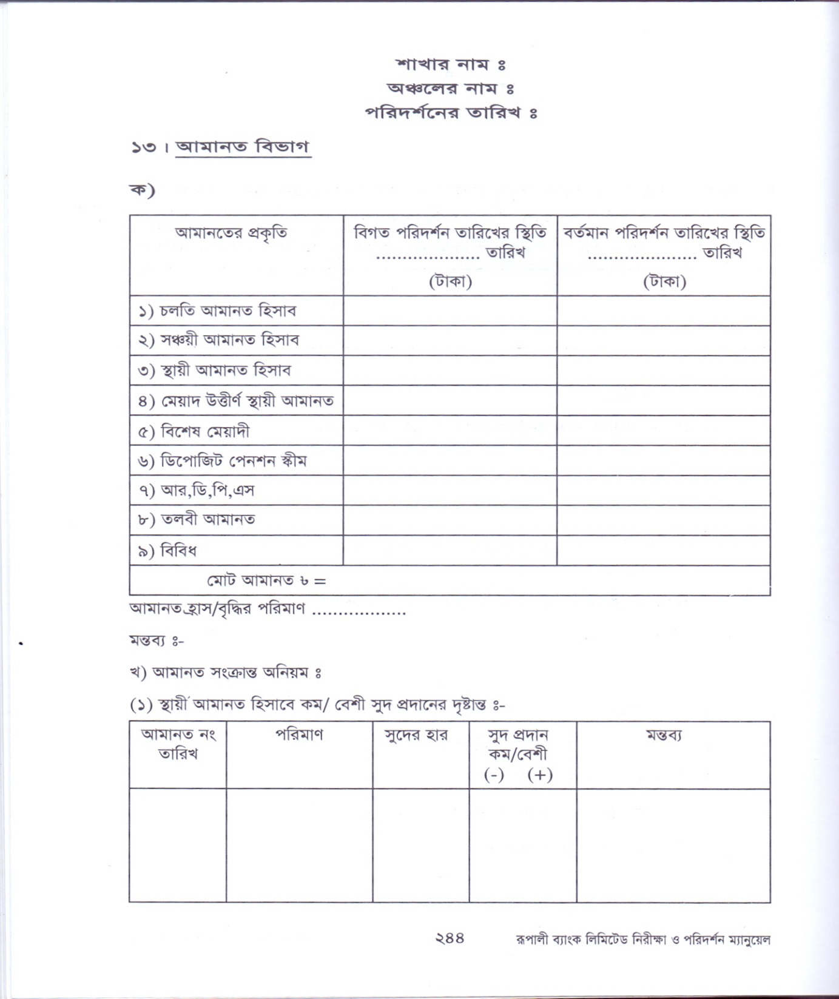 শাখার নাম ঃ
অঞ্চলের নাম ঃ
পরিদর্শনের তারিখ ঃ
১৩। আমানত বিভাগ
ক)
আমানতের প্রকৃতি
বিগত পরিদর্শন তারিখের স্থিতি
.................... তারিখ
(টাকা)
বর্তমান পরিদর্শন তারিখের স্থিতি
..................... তারিখ
(টাকা)
১) চলতি আমানত হিসাব
২) সঞ্চয়ী আমানত হিসাব
৩) স্থায়ী আমানত হিসাব
৪) মেয়াদ উত্তীর্ণ স্থায়ী আমানত
৫) বিশেষ মেয়াদী
৬) ডিপোজিট পেনশন স্কীম
৭) আর,ডি,পি,এস
৮) তলবী আমানত
৯) বিবিধ
মোট আমানত ৳ =
আমানত হ্রাস/বৃদ্ধির পরিমাণ ..................
মন্তব্য ঃ-
খ) আমানত সংক্রান্ত অনিয়ম ঃ
(১) স্থায়ী আমানত হিসাবে কম/ বেশী সুদ প্রদানের দৃষ্টান্ত ঃ-
আমানত নং
তারিখ
পরিমাণ
সুদের হার
সুদ প্রদান
কম/বেশী
(-) (+)
মন্তব্য
২৪৪
রূপালী ব্যাংক লিমিটেড নিরীক্ষা ও পরিদর্শন ম্যানুয়েল